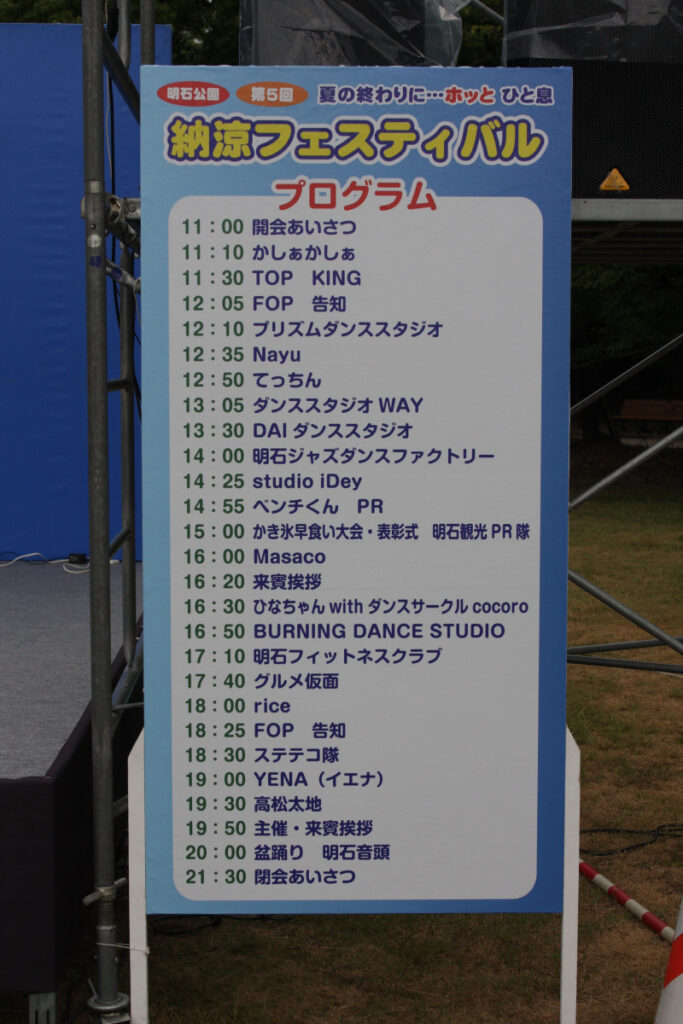 明石公園 第5回 夏の終わりに…ホッと ひと息
納涼フェスティバル
プログラム
11：00 開会あいさつ
11：10 かしぁかしぁ
11：30 TOP KING
12：05 FOP 告知
12：10 プリズムダンススタジオ
12：35 Nayu
12：50 てっちん
13：05 ダンススタジオ WAY
13：30 DAI ダンススタジオ
14：00 明石ジャズダンスファクトリー
14：25 studio iDey
14：55 ベンチくん PR
15：00 かき氷早食い大会・表彰式 明石観光 PR 隊
16：00 Masaco
16：20 来賓挨拶
16：30 ひなちゃん with ダンスサークル cocoro
16：50 BURNING DANCE STUDIO
17：10 明石フィットネスクラブ
17：40 グルメ仮面
18：00 rice
18：25 FOP 告知
18：30 ステテコ隊
19：00 YENA（イエナ）
19：30 高松太地
19：50 主催・来賓挨拶
20：00 盆踊り 明石音頭
21：30 閉会あいさつ